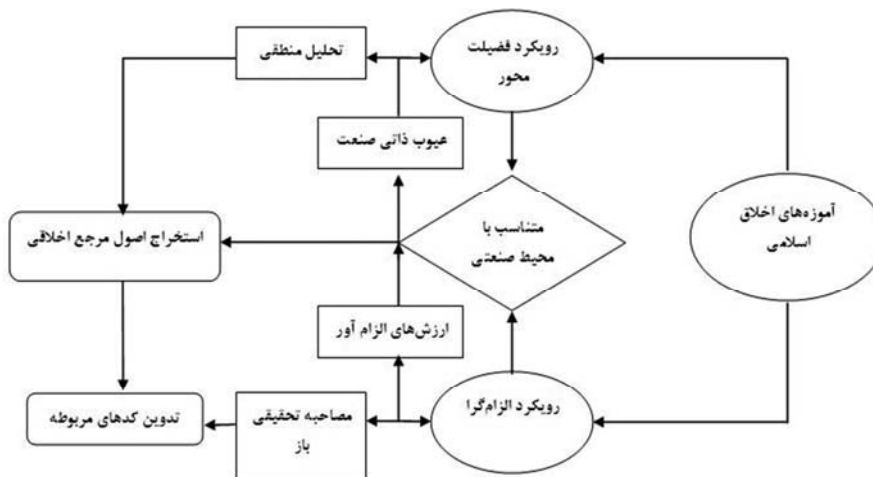 رویکرد فضیلت
محور
تحلیل منطقی
عیوب ذاتی صنعت
آموزه‌های اخلاق
اسلامی
متناسب با
محیط صنعتی
استخراج اصول مرجع اخلاقی
ارزش‌های الزام آور
رویکرد الزام‌گرا
مصاحبه تحقیقی
باز
تدوین کدهای مربوطه